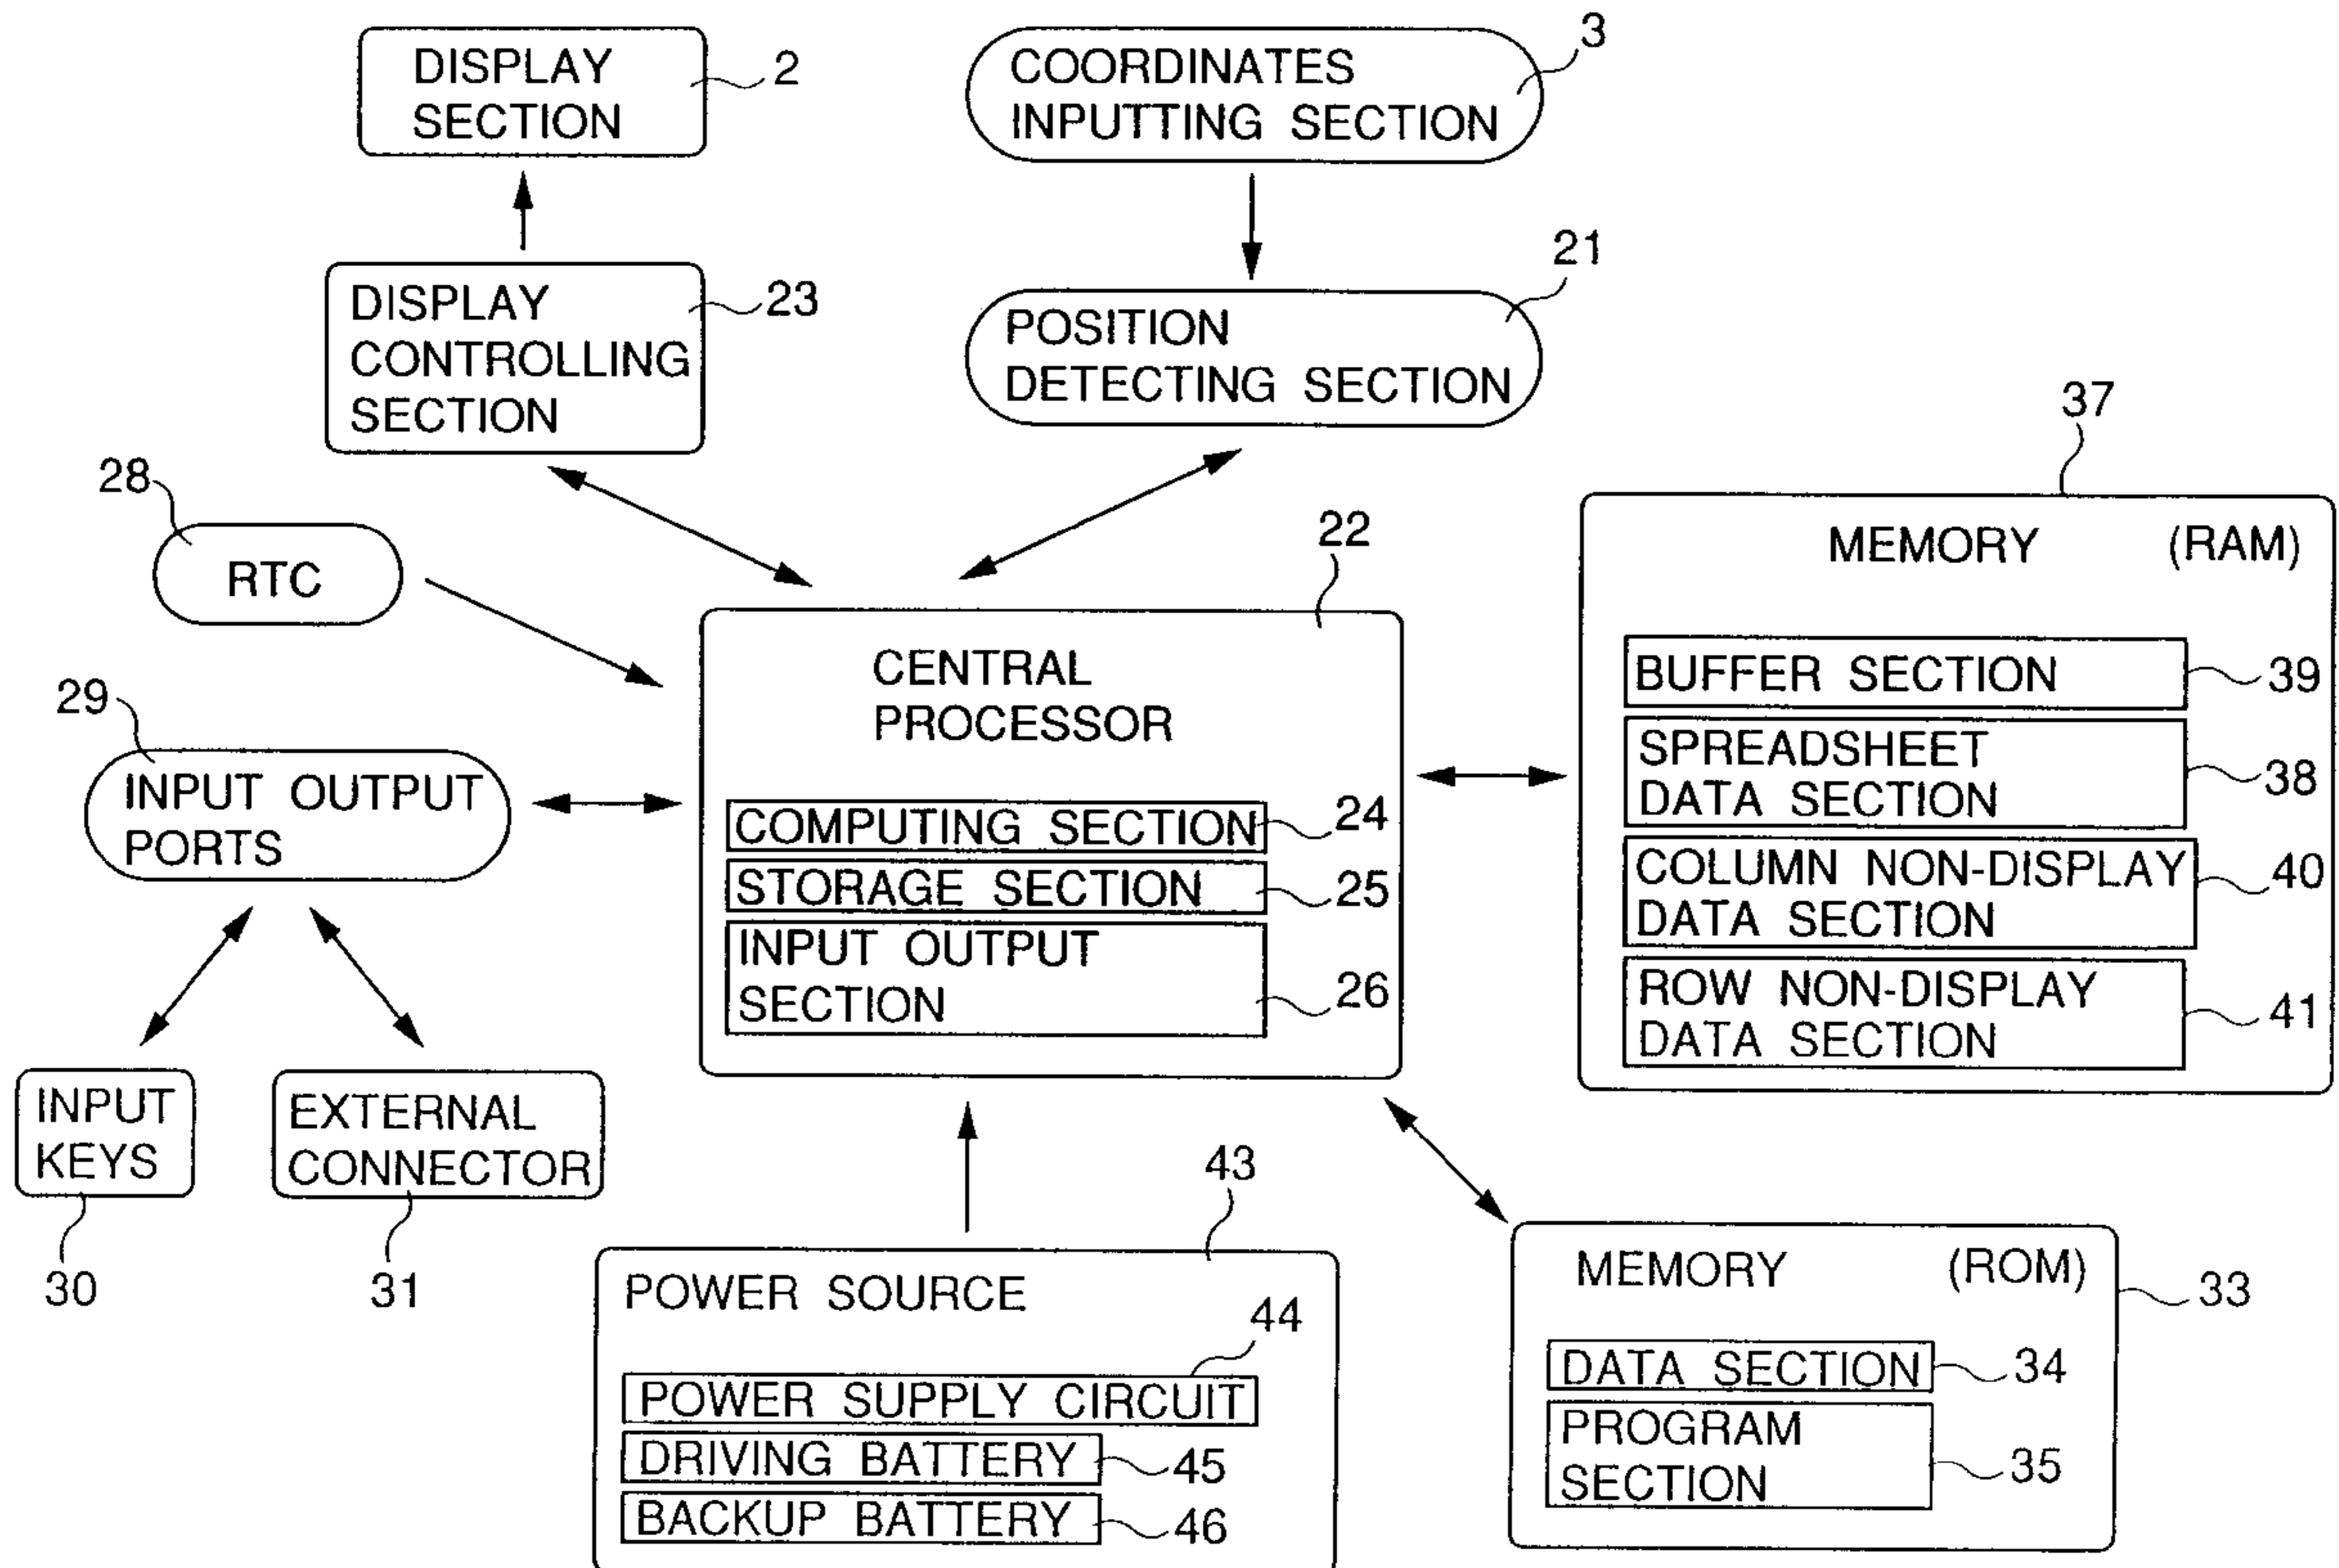 DISPLAY
SECTION
2
COORDINATES
INPUTTING SECTION
3
DISPLAY
CONTROLLING
SECTION
23
POSITION
DETECTING SECTION
21
28
RTC
29
INPUT OUTPUT
PORTS
INPUT
KEYS
30
EXTERNAL
CONNECTOR
31
22
CENTRAL
PROCESSOR
COMPUTING SECTION
24
STORAGE SECTION
25
INPUT OUTPUT
SECTION
26
37
MEMORY (RAM)
BUFFER SECTION
39
SPREADSHEET
DATA SECTION
38
COLUMN NON-DISPLAY
DATA SECTION
40
ROW NON-DISPLAY
DATA SECTION
41
43
POWER SOURCE
44
POWER SUPPLY CIRCUIT
DRIVING BATTERY
45
BACKUP BATTERY
46
MEMORY (ROM)
33
DATA SECTION
34
PROGRAM
SECTION
35